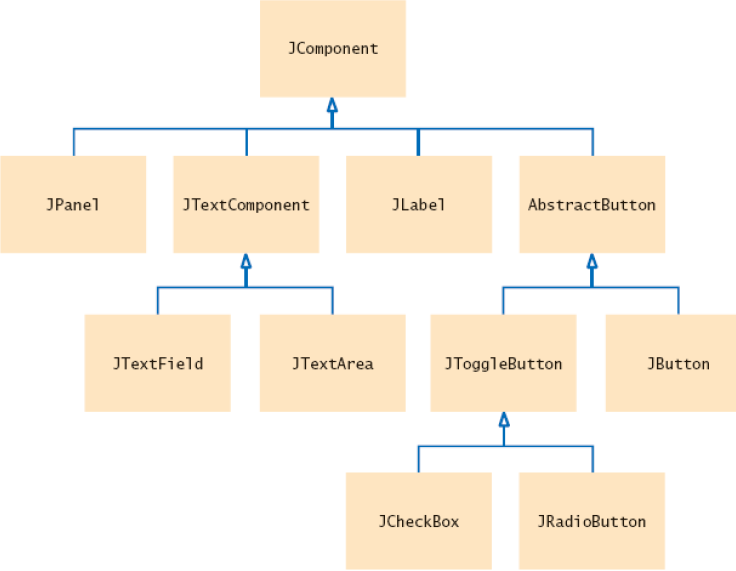 JComponent
JPanel
JTextComponent
JLabel
AbstractButton
JTextField
JTextArea
JToggleButton
JButton
JCheckBox
JRadioButton